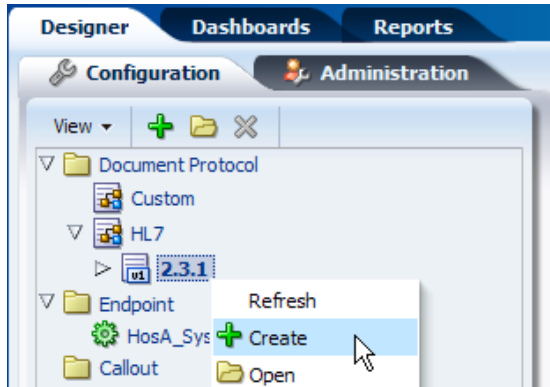 Designer Dashboards Reports
Configuration Administration
View
Document Protocol
Custom
HL7
v1 2.3.1
Refresh
Endpoint
HosA_Sys Create
Callout Open